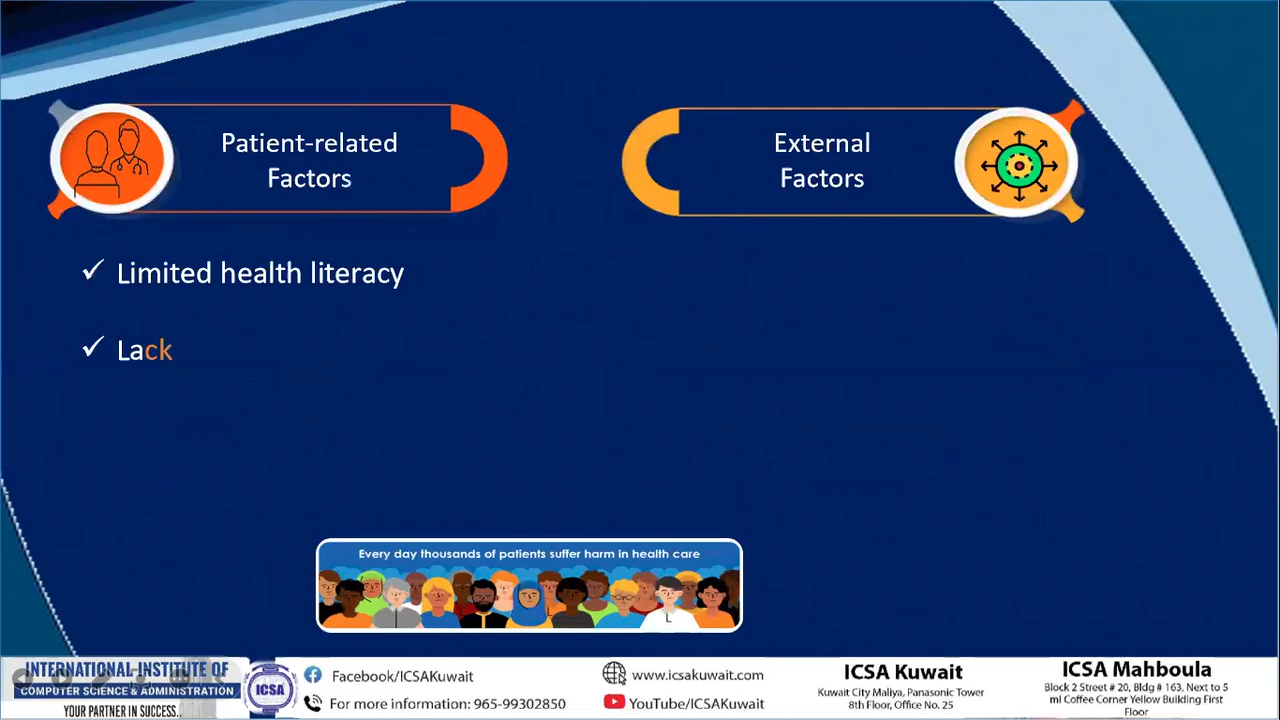 Patient-related
Factors
External
Factors
✓ Limited health literacy
✓ Lack
Every day thousands of patients suffer harm in health care
INTERNATIONAL INSTITUTE OF
COMPUTER SCIENCE & ADMINISTRATION
YOUR PARTNER IN SUCCESS..
ICSA
Facebook/ICSAKuwait
For more information: 965-99302850
www.icsakuwait.com
YouTube/ICSAKuwait
ICSA Kuwait
Kuwait City Maliya, Panasonic Tower
8th Floor, Office No. 25
ICSA Mahboula
Block 2 Street # 20, Bldg # 163, Next to 5
ml Coffee Corner Yellow Building First
Floor